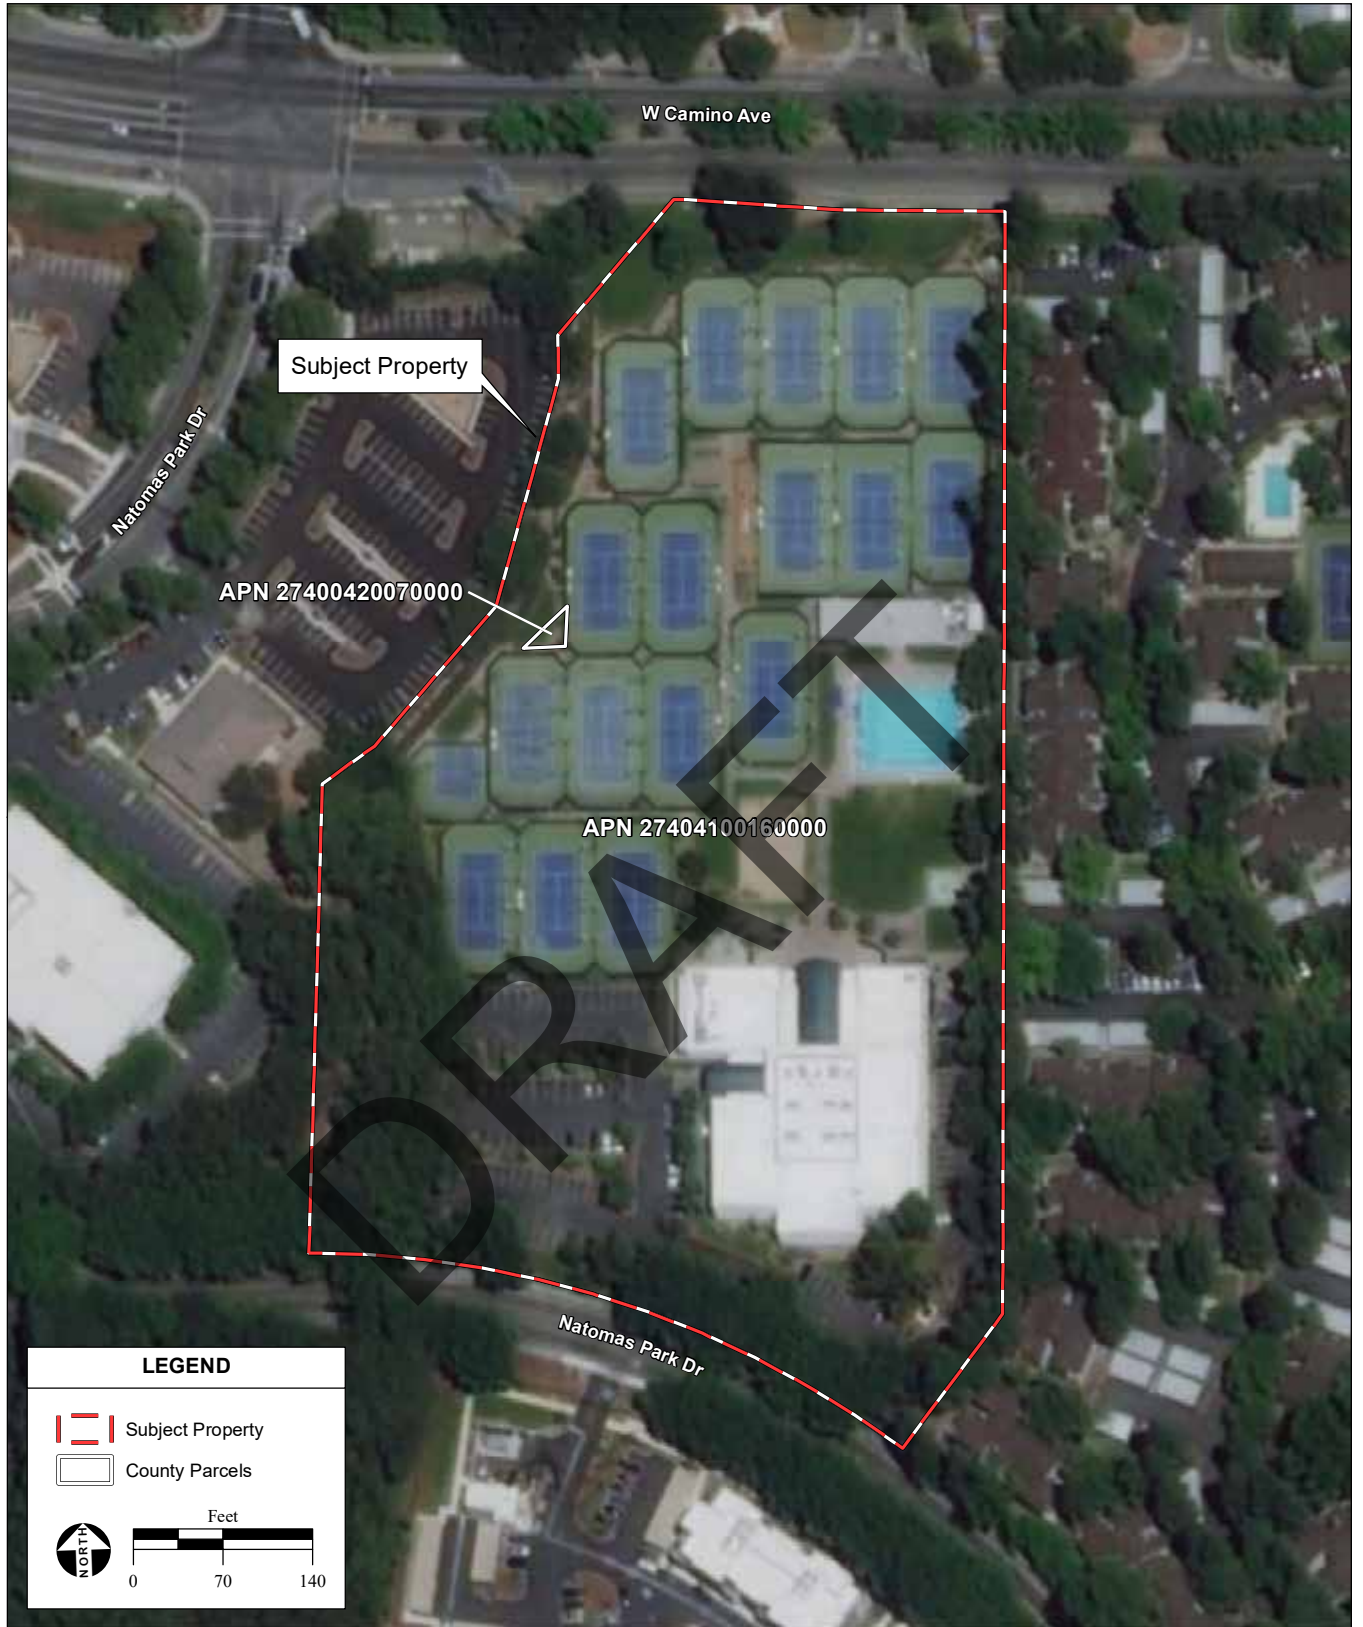 W Camino Ave
Subject Property
Natomas Park Dr
APN 27400420070000
APN 27404100160000
DRAFT
Natomas Park Dr
LEGEND
Subject Property
County Parcels
Feet
NORTH
0 70 140